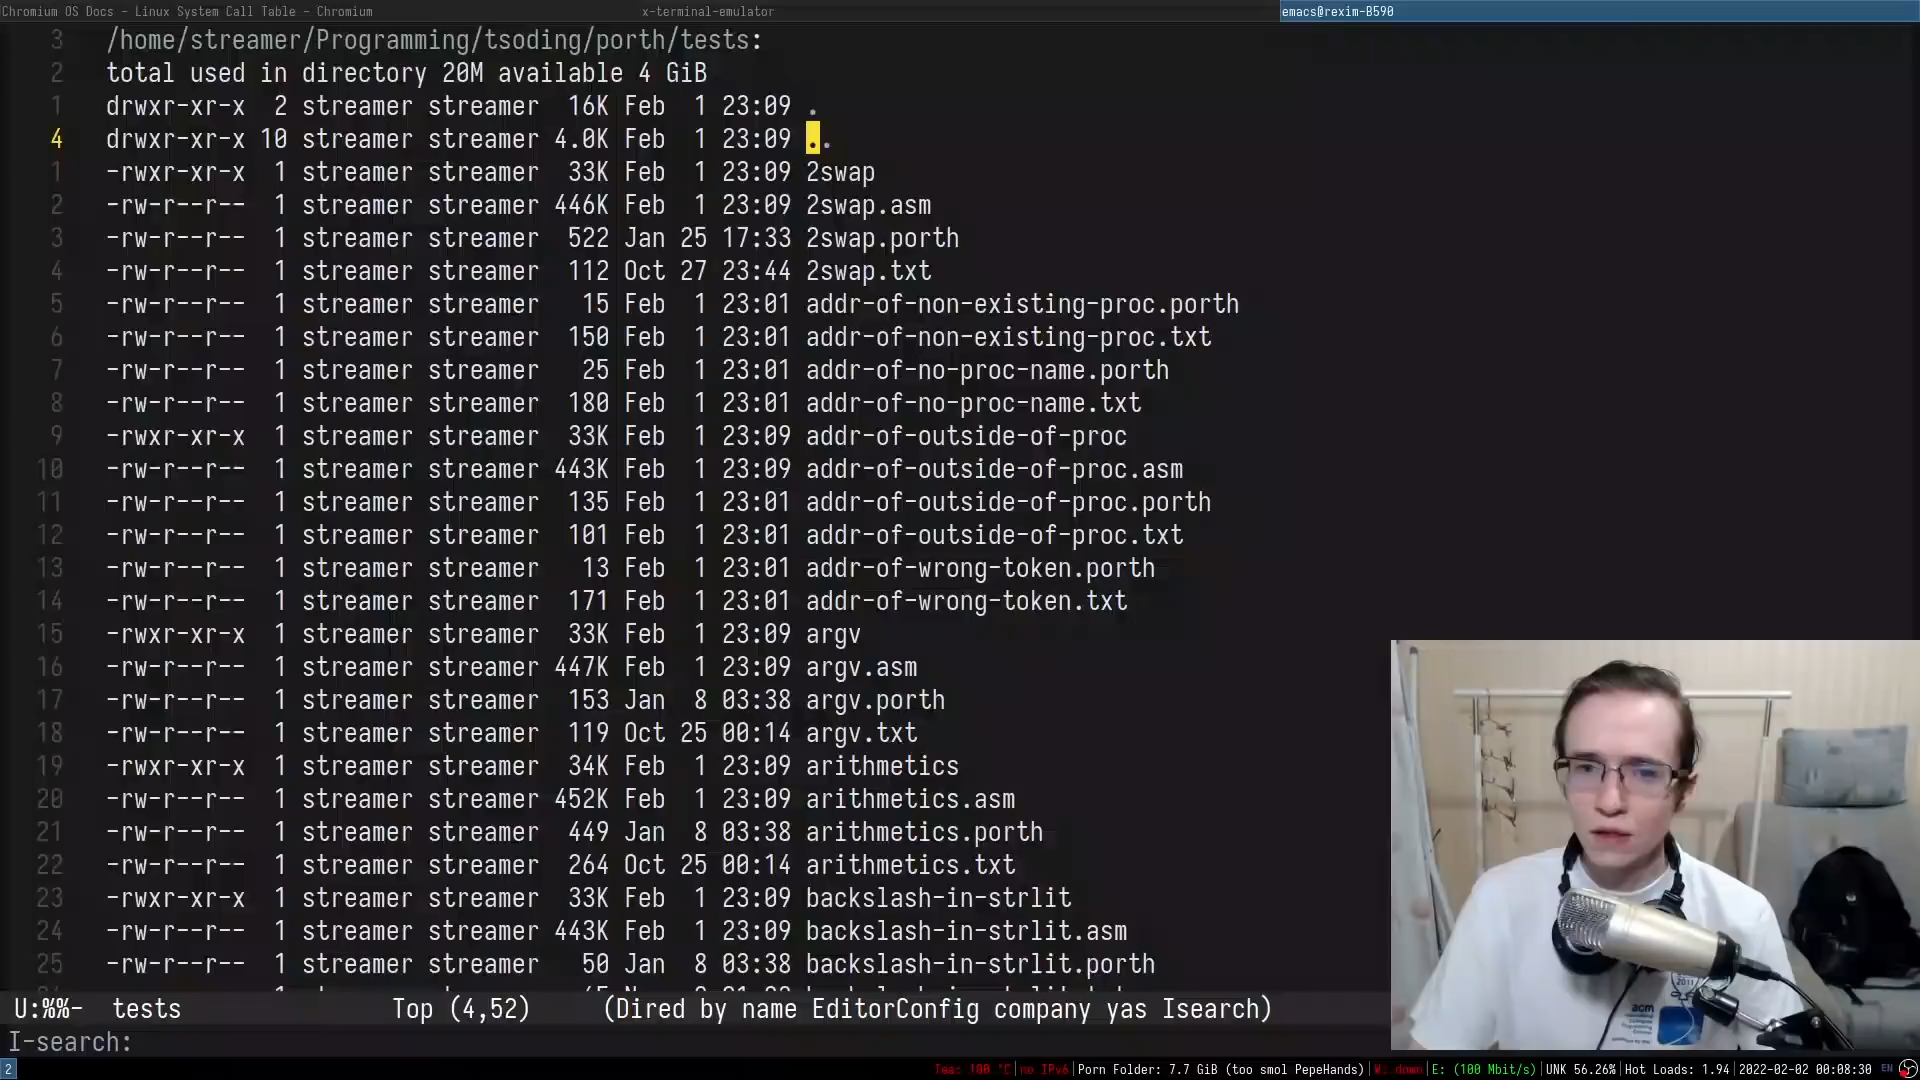 Chromium OS Docs - Linux System Call Table - Chromium x-terminal-emulator emacs@rexim-B590
3 /home/streamer/Programming/tsoding/porth/tests:
2 total used in directory 20M available 4 GiB
1 drwxr-xr-x 2 streamer streamer 16K Feb 1 23:09 .
4 drwxr-xr-x 10 streamer streamer 4.0K Feb 1 23:09 ..
1 -rwxr-xr-x 1 streamer streamer 33K Feb 1 23:09 2swap
2 -rw-r--r-- 1 streamer streamer 446K Feb 1 23:09 2swap.asm
3 -rw-r--r-- 1 streamer streamer 522 Jan 25 17:33 2swap.porth
4 -rw-r--r-- 1 streamer streamer 112 Oct 27 23:44 2swap.txt
5 -rw-r--r-- 1 streamer streamer 15 Feb 1 23:01 addr-of-non-existing-proc.porth
6 -rw-r--r-- 1 streamer streamer 150 Feb 1 23:01 addr-of-non-existing-proc.txt
7 -rw-r--r-- 1 streamer streamer 25 Feb 1 23:01 addr-of-no-proc-name.porth
8 -rw-r--r-- 1 streamer streamer 180 Feb 1 23:01 addr-of-no-proc-name.txt
9 -rwxr-xr-x 1 streamer streamer 33K Feb 1 23:09 addr-of-outside-of-proc
10 -rw-r--r-- 1 streamer streamer 443K Feb 1 23:09 addr-of-outside-of-proc.asm
11 -rw-r--r-- 1 streamer streamer 135 Feb 1 23:01 addr-of-outside-of-proc.porth
12 -rw-r--r-- 1 streamer streamer 101 Feb 1 23:01 addr-of-outside-of-proc.txt
13 -rw-r--r-- 1 streamer streamer 13 Feb 1 23:01 addr-of-wrong-token.porth
14 -rw-r--r-- 1 streamer streamer 171 Feb 1 23:01 addr-of-wrong-token.txt
15 -rwxr-xr-x 1 streamer streamer 33K Feb 1 23:09 argv
16 -rw-r--r-- 1 streamer streamer 447K Feb 1 23:09 argv.asm
17 -rw-r--r-- 1 streamer streamer 153 Jan 8 03:38 argv.porth
18 -rw-r--r-- 1 streamer streamer 119 Oct 25 00:14 argv.txt
19 -rwxr-xr-x 1 streamer streamer 34K Feb 1 23:09 arithmetics
20 -rw-r--r-- 1 streamer streamer 452K Feb 1 23:09 arithmetics.asm
21 -rw-r--r-- 1 streamer streamer 449 Jan 8 03:38 arithmetics.porth
22 -rw-r--r-- 1 streamer streamer 264 Oct 25 00:14 arithmetics.txt
23 -rwxr-xr-x 1 streamer streamer 33K Feb 1 23:09 backslash-in-strlit
24 -rw-r--r-- 1 streamer streamer 443K Feb 1 23:09 backslash-in-strlit.asm
25 -rw-r--r-- 1 streamer streamer 50 Jan 8 03:38 backslash-in-strlit.porth
U:%%- tests Top (4,52) (Dired by name EditorConfig company yas Isearch)
I-search:
acm
2011
2 Tea: 100 °C|no IPv6|Porn Folder: 7.7 GiB (too smol PepeHands)|W: down|E: (100 Mbit/s)|UNK 56.26%|Hot Loads: 1.94|2022-02-02 00:08:30 EN